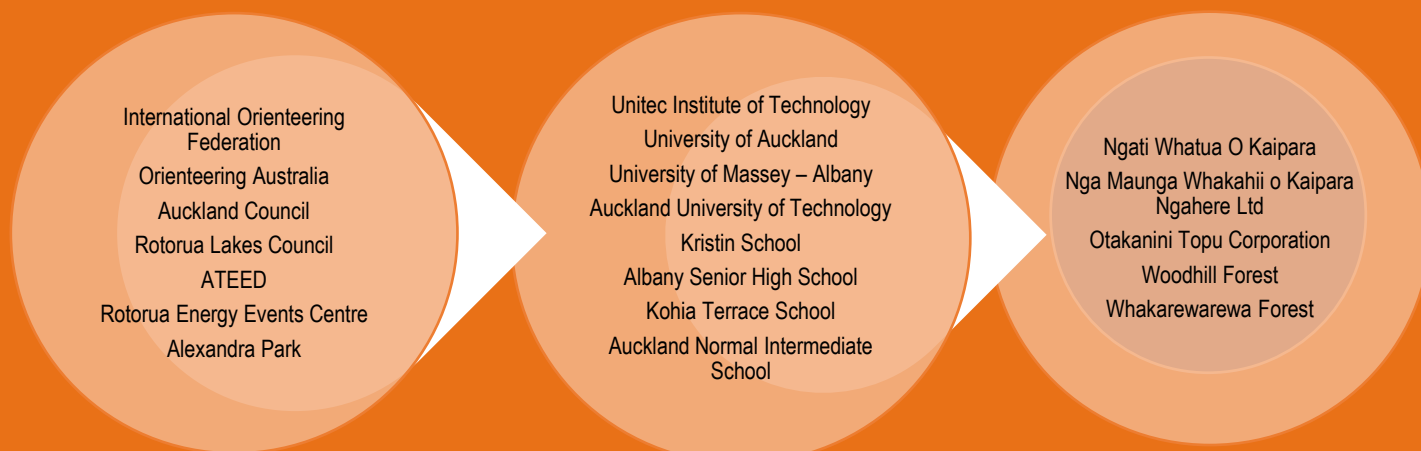 International Orienteering
Federation
Orienteering Australia
Auckland Council
Rotorua Lakes Council
ATEED
Rotorua Energy Events Centre
Alexandra Park
Unitec Institute of Technology
University of Auckland
University of Massey – Albany
Auckland University of Technology
Kristin School
Albany Senior High School
Kohia Terrace School
Auckland Normal Intermediate
School
Ngati Whatua O Kaipara
Nga Maunga Whakahii o Kaipara
Ngahere Ltd
Otakanini Topu Corporation
Woodhill Forest
Whakarewarewa Forest